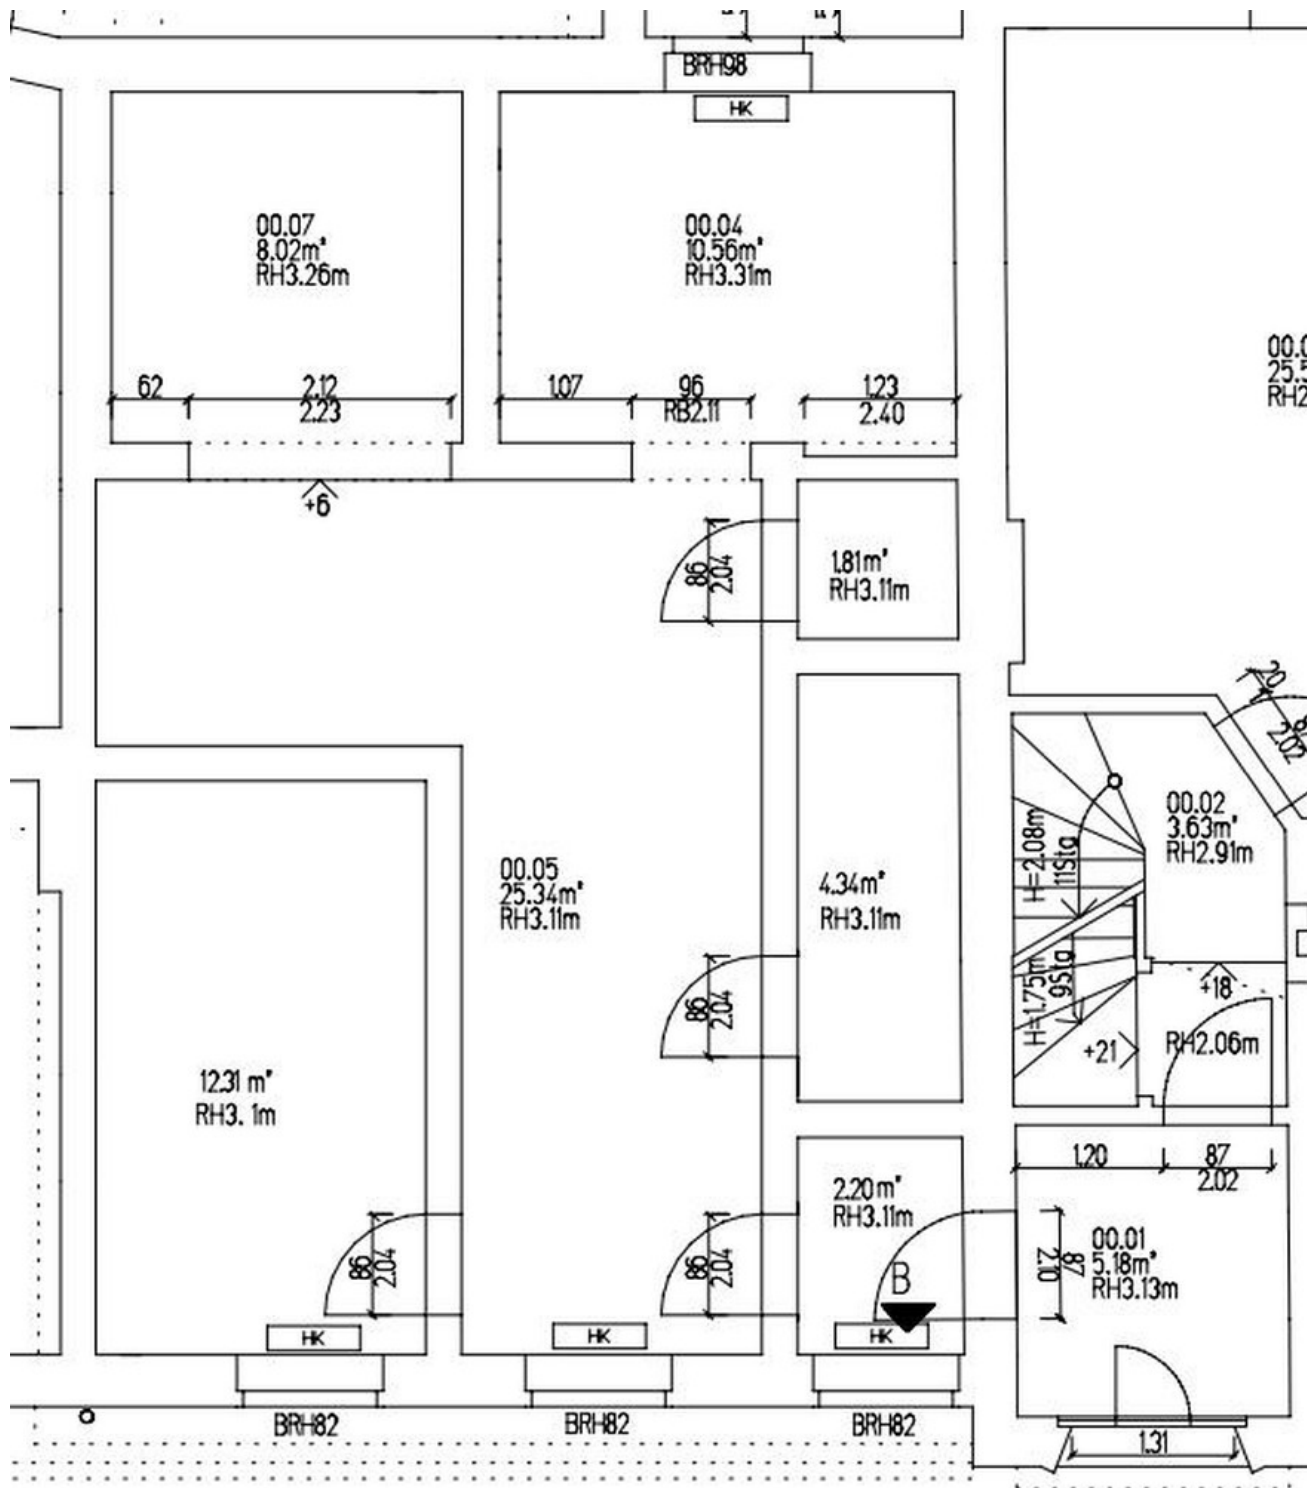 BRH98
HK
00.07
8.02m²
RH3.26m
00.04
10.56m²
RH3.31m
62
2.12
2.23
1.07
96
RB2.11
1.23
2.40
+6
86
2.04
1.81m²
RH3.11m
2.02
00.02
3.63m²
RH2.91m
H=2.08m
11Stg
00.05
25.34m²
RH3.11m
4.34m²
RH3.11m
H=1.75m
9Stg
+18
86
2.04
+21
RH2.06m
12.31 m²
RH3. 1m
1.20
87
2.02
2.20m²
RH3.11m
86
2.04
86
2.04
87
2.10
00.01
5.18m²
RH3.13m
B
HK
HK
HK
BRH82
BRH82
BRH82
1.31